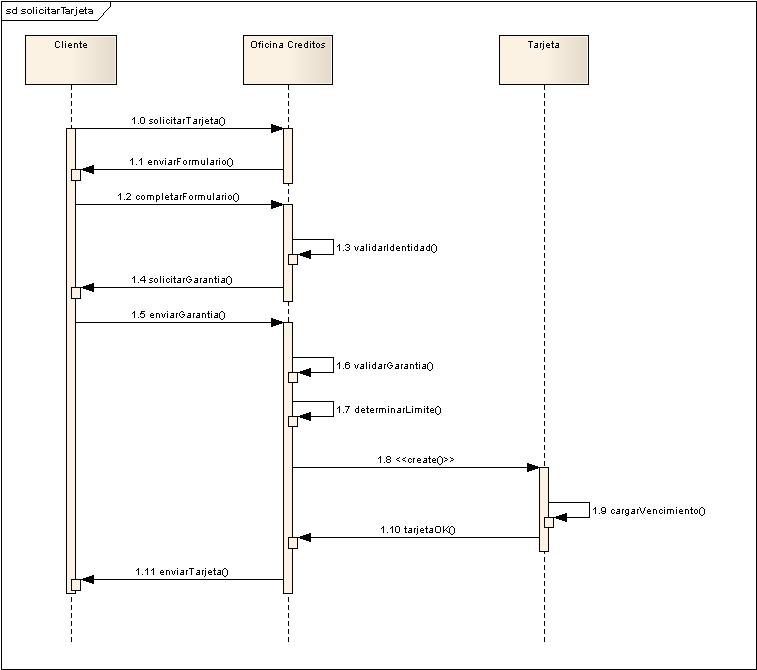 sd solicitarTarjeta
Cliente
Oficina Creditos
Tarjeta
1.0 solicitarTarjeta()
1.1 enviarFormulario()
1.2 completarFormulario()
1.3 validarIdentidad()
1.4 solicitarGarantia()
1.5 enviarGarantia()
1.6 validarGarantia()
1.7 determinarLimite()
1.8 <<create()>>
1.9 cargarVencimiento()
1.10 tarjetaOK()
1.11 enviarTarjeta()